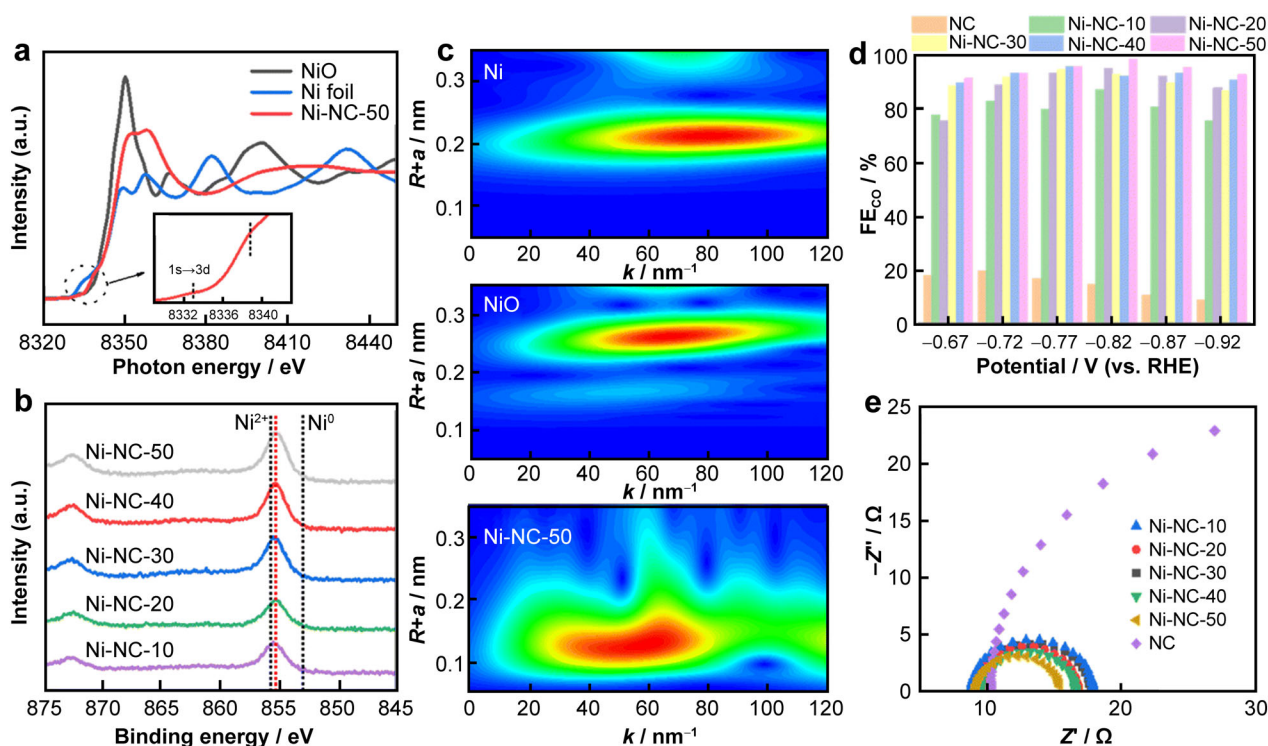 a
NiO
Ni foil
Ni-NC-50
1s→3d
8332 8336 8340
Intensity (a.u.)
8320 8350 8380 8410 8440
Photon energy / eV
b
Ni²⁺ Ni⁰
Ni-NC-50
Ni-NC-40
Ni-NC-30
Ni-NC-20
Ni-NC-10
Intensity (a.u.)
875 870 865 860 855 850 845
Binding energy / eV
c
Ni
0.3
0.2
0.1
R+a / nm
0 20 40 60 80 100 120
k / nm⁻¹
NiO
0.3
0.2
0.1
R+a / nm
0 20 40 60 80 100 120
k / nm⁻¹
Ni-NC-50
0.3
0.2
0.1
R+a / nm
0 20 40 60 80 100 120
k / nm⁻¹
d
NC Ni-NC-10 Ni-NC-20
Ni-NC-30 Ni-NC-40 Ni-NC-50
100
80
60
40
20
0
FE_CO / %
−0.67 −0.72 −0.77 −0.82 −0.87 −0.92
Potential / V (vs. RHE)
e
25
20
15
10
5
0
−Z'' / Ω
Ni-NC-10
Ni-NC-20
Ni-NC-30
Ni-NC-40
Ni-NC-50
NC
10 20 30
Z' / Ω